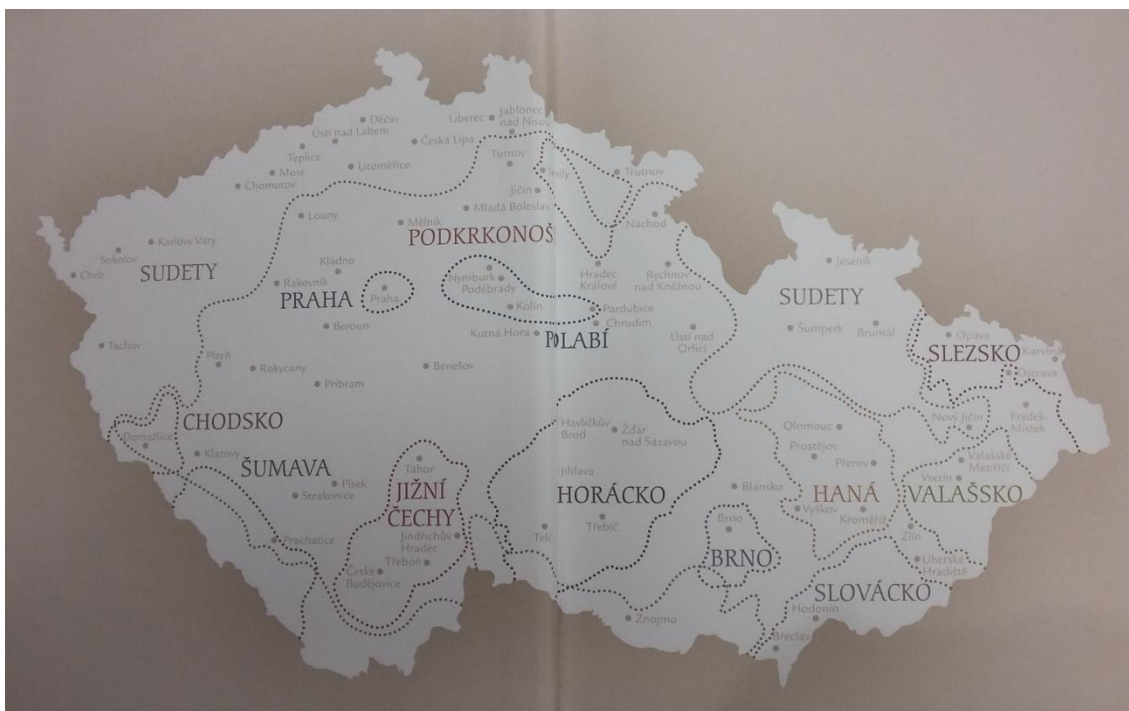 Děčín
Ústí nad Labem
Liberec
Jablonec
nad Nisou
Česká Lípa
Teplice
Most
Litoměřice
Chomutov
Turnov
Trutnov
Jičín
Mladá Boleslav
Louny
Mělník
Náchod
PODKRKONOŠ
Karlovy Vary
Sokolov
Cheb
SUDETY
Kladno
Rakovník
PRAHA
Praha
Nymburk
Poděbrady
Kolín
Hradec
Králové
Rychnov
nad Kněžnou
Jeseník
SUDETY
Pardubice
Chrudim
Beroun
Kutná Hora
POLABÍ
Ústí nad
Orlicí
Šumperk
Bruntál
Opava
SLEZSKO
Karviná
Ostrava
Tachov
Plzeň
Rokycany
Příbram
Benešov
CHODSKO
Domažlice
Klatovy
ŠUMAVA
Písek
Strakonice
Tábor
JIŽNÍ
ČECHY
Havlíčkův
Brod
Žďár
nad Sázavou
Jihlava
HORÁCKO
Třebíč
Telč
Olomouc
Prostějov
Přerov
Nový Jičín
Frýdek-
Místek
Valašské
Meziříčí
Vsetín
VALAŠSKO
Blansko
HANÁ
Vyškov
Kroměříž
Zlín
Brno
BRNO
Uherské
Hradiště
SLOVÁCKO
Prachatice
Jindřichův
Hradec
Třeboň
České
Budějovice
Znojmo
Hodonín
Břeclav